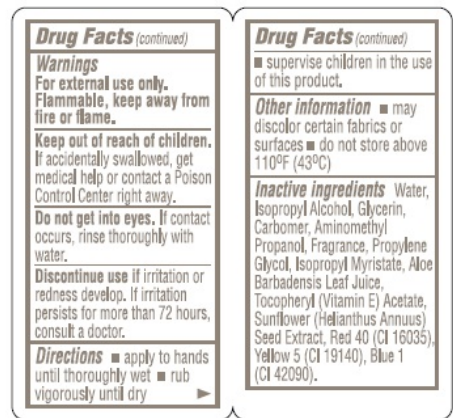 Drug Facts (continued)
Warnings
For external use only.
Flammable, keep away from
fire or flame.
Keep out of reach of children.
If accidentally swallowed, get
medical help or contact a Poison
Control Center right away.
Do not get into eyes. If contact
occurs, rinse thoroughly with
water.
Discontinue use if irritation or
redness develop. If irritation
persists for more than 72 hours,
consult a doctor.
Directions ■ apply to hands
until thoroughly wet ■ rub
vigorously until dry ►
Drug Facts (continued)
■ supervise children in the use
of this product.
Other information ■ may
discolor certain fabrics or
surfaces ■ do not store above
110ºF (43ºC)
Inactive ingredients Water,
Isopropyl Alcohol, Glycerin,
Carbomer, Aminomethyl
Propanol, Fragrance, Propylene
Glycol, Isopropyl Myristate, Aloe
Barbadensis Leaf Juice,
Tocopheryl (Vitamin E) Acetate,
Sunflower (Helianthus Annuus)
Seed Extract, Red 40 (CI 16035),
Yellow 5 (CI 19140), Blue 1
(CI 42090).